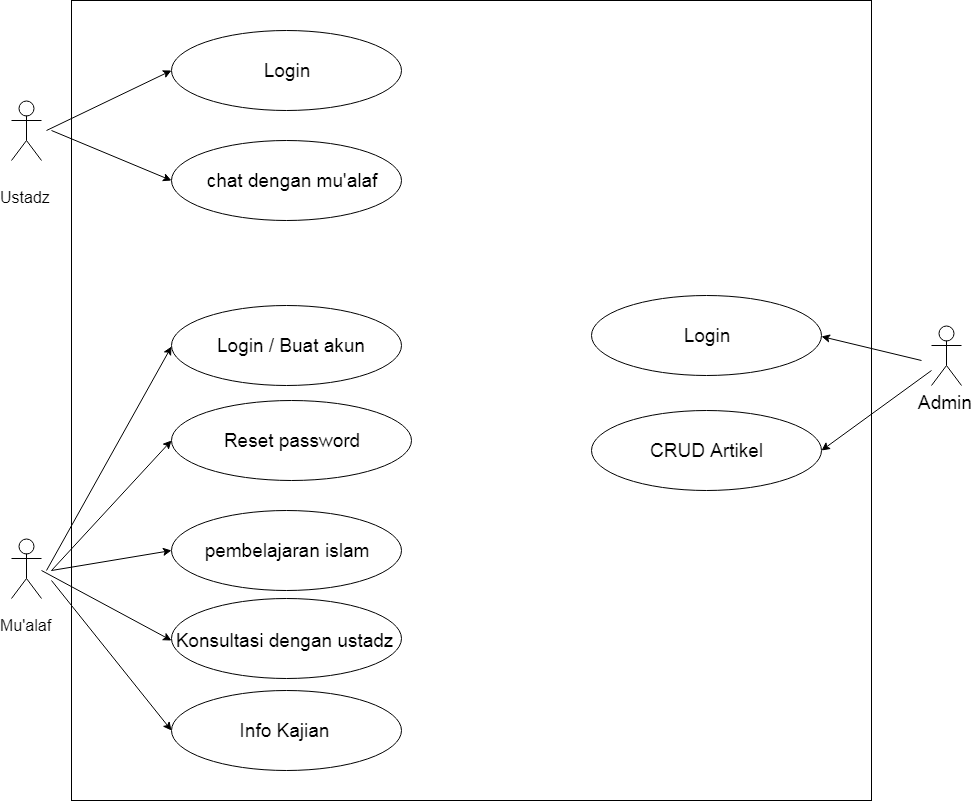 Login
chat dengan mu'alaf
Ustadz
Login / Buat akun
Reset password
pembelajaran islam
Konsultasi dengan ustadz
Info Kajian
Mu'alaf
Login
CRUD Artikel
Admin